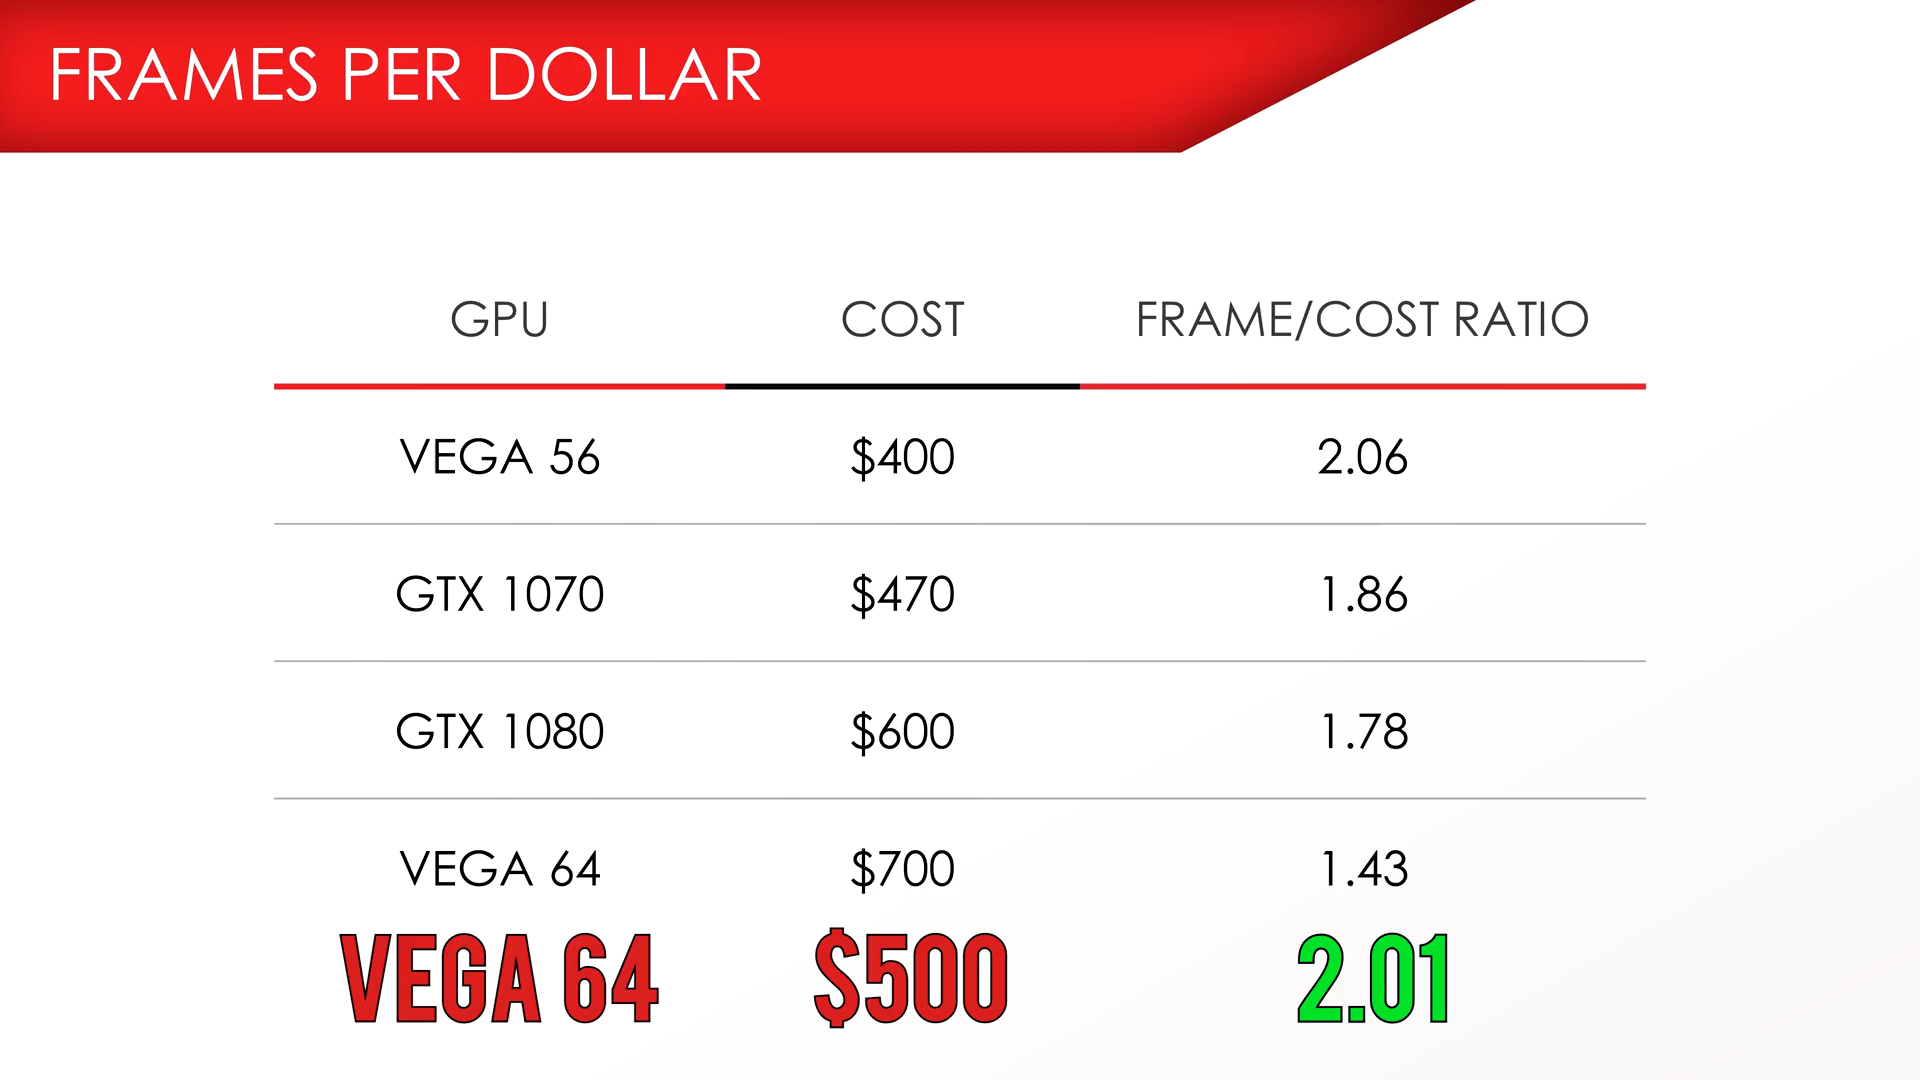 FRAMES PER DOLLAR
GPU COST FRAME/COST RATIO
VEGA 56 $400 2.06
GTX 1070 $470 1.86
GTX 1080 $600 1.78
VEGA 64 $700 1.43
VEGA 64 $500 2.01